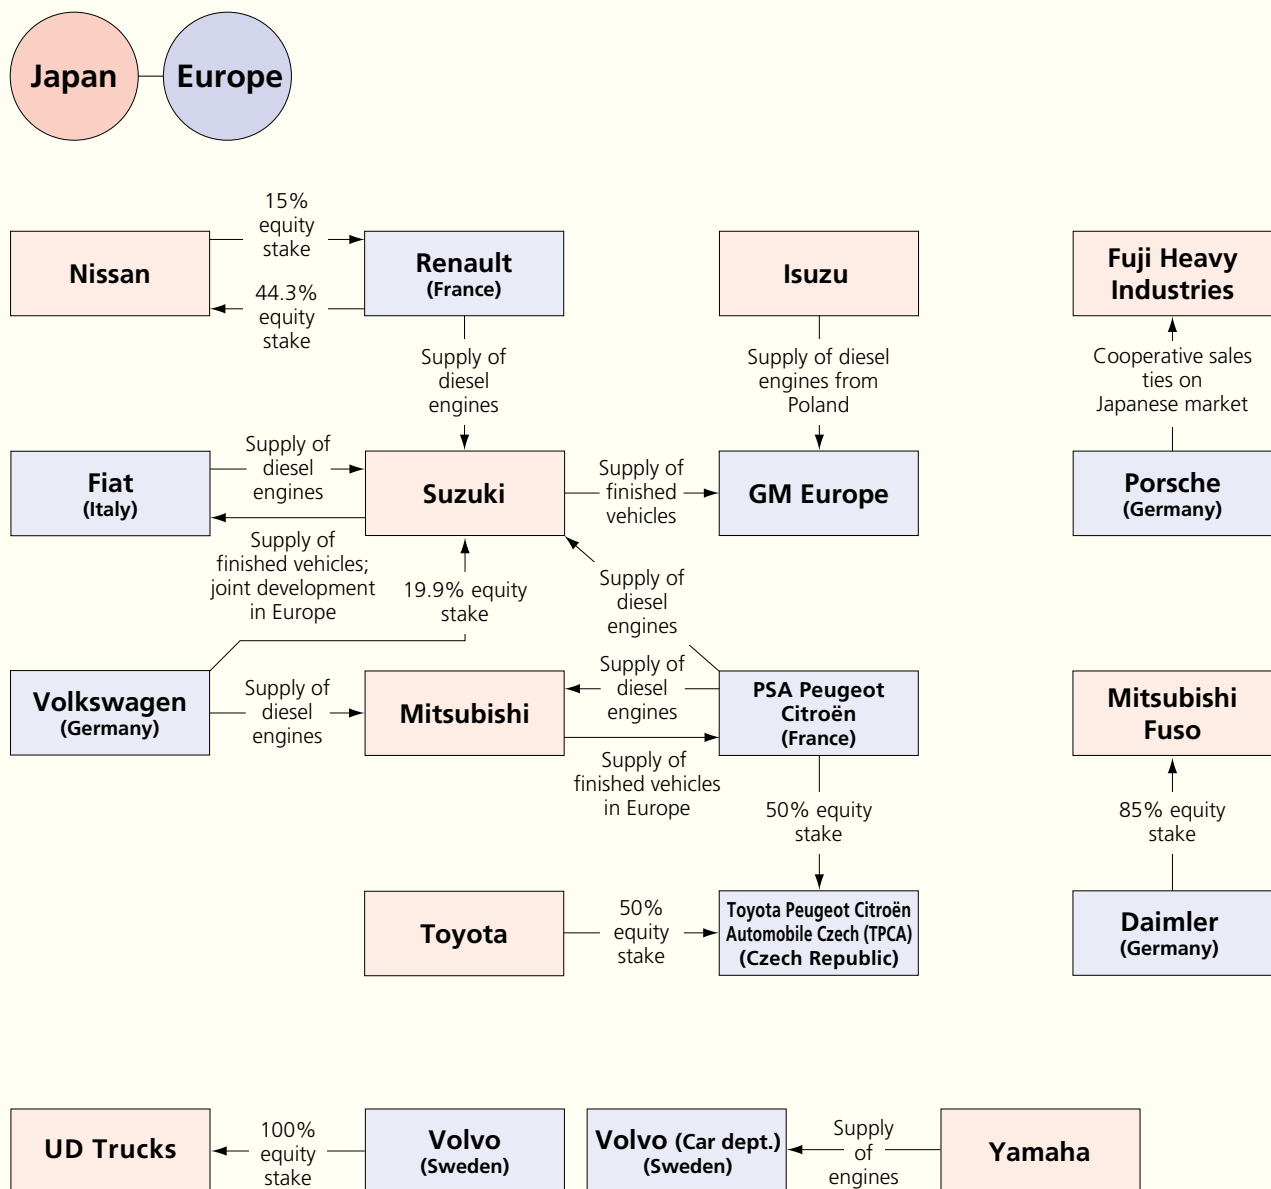 Japan
Europe
15%
equity
stake
Nissan
44.3%
equity
stake
Renault
(France)
Isuzu
Fuji Heavy
Industries
Supply of
diesel
engines
Supply of diesel
engines from
Poland
Cooperative sales
ties on
Japanese market
Fiat
(Italy)
Supply of
diesel
engines
Suzuki
Supply of
finished
vehicles
GM Europe
Porsche
(Germany)
Supply of
finished vehicles;
joint development
in Europe
19.9% equity
stake
Supply of
diesel
engines
Volkswagen
(Germany)
Supply of
diesel
engines
Mitsubishi
Supply of
diesel
engines
PSA Peugeot
Citroën
(France)
Mitsubishi
Fuso
Supply of
finished vehicles
in Europe
50% equity
stake
85% equity
stake
Toyota
50%
equity
stake
Toyota Peugeot Citroën
Automobile Czech (TPCA)
(Czech Republic)
Daimler
(Germany)
UD Trucks
100%
equity
stake
Volvo
(Sweden)
Volvo (Car dept.)
(Sweden)
Supply
of
engines
Yamaha